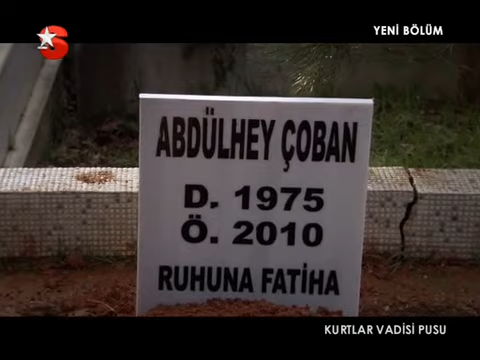 YENİ BÖLÜM
ABDÜLHEY ÇOBAN
D. 1975
Ö. 2010
RUHUNA FATİHA
KURTLAR VADİSİ PUSU